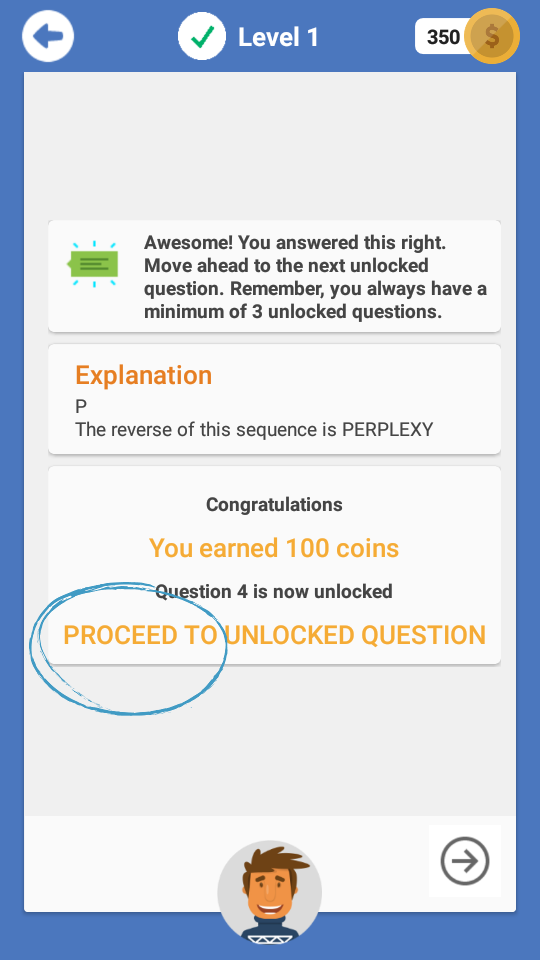 Level 1
350
$
Awesome! You answered this right.
Move ahead to the next unlocked
question. Remember, you always have a
minimum of 3 unlocked questions.
Explanation
P
The reverse of this sequence is PERPLEXY
Congratulations
You earned 100 coins
Question 4 is now unlocked
PROCEED TO UNLOCKED QUESTION